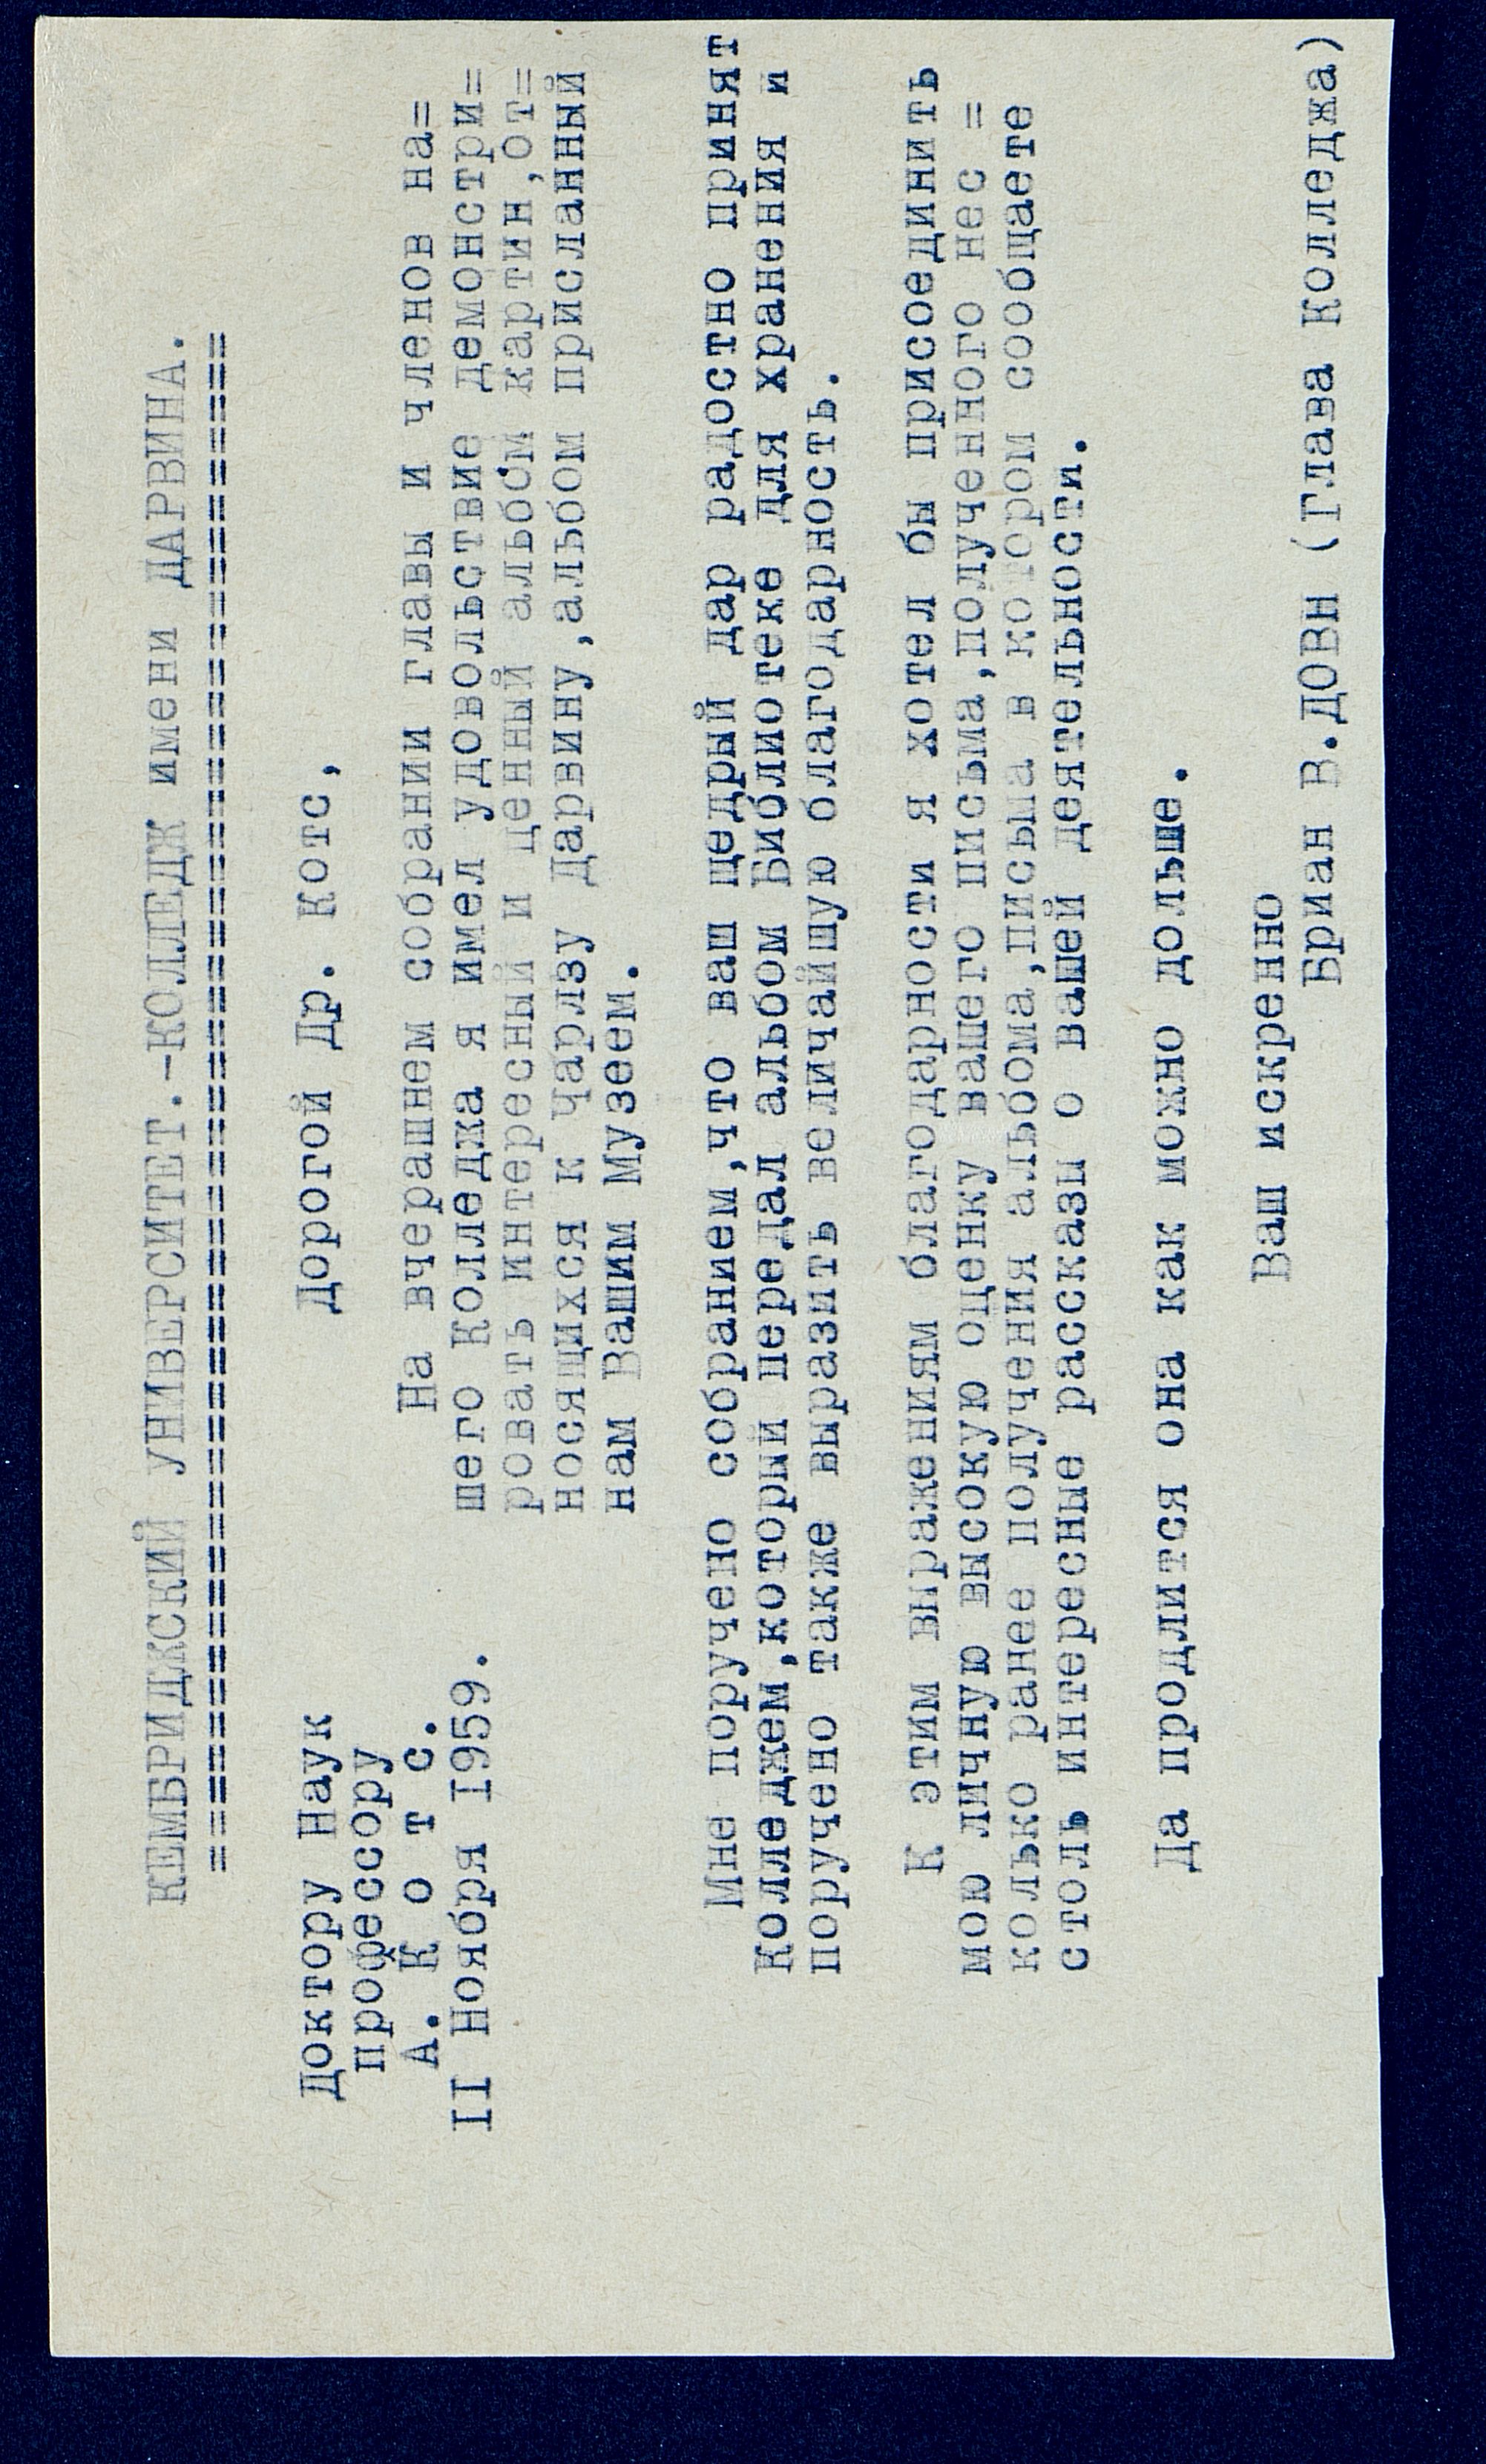 КЕМБРИДЖСКИЙ УНИВЕРСИТЕТ.-КОЛЛЕДЖ имени ДАРВИНА.
==================================================
Доктору Наук
профессору
А. К о т с.
II Ноября 1959.
Дорогой Др. Котс,
На вчерашнем собрании главы и членов на=
шего Колледжа я имел удовольствие демонстри=
ровать интересный и ценный альбом картин,от=
носящихся к Чарлзу Дарвину,альбом присланный
нам Вашим Музеем.
Мне поручено собранием,что ваш щедрый дар радостно принят
Колледжем,который передал альбом Библиотеке для хранения и
поручено также выразить величайшую благодарность.
К этим выражениям благодарности я хотел бы присоединить
мою личную высокую оценку вашего письма,полученного нес =
колько ранее получения альбома,письма в котором сообщаете
столь интересные рассказы о вашей деятельности.
Да продлится она как можно дольше.
Ваш искренно
Бриан В.ДОВН (Глава Колледжа)